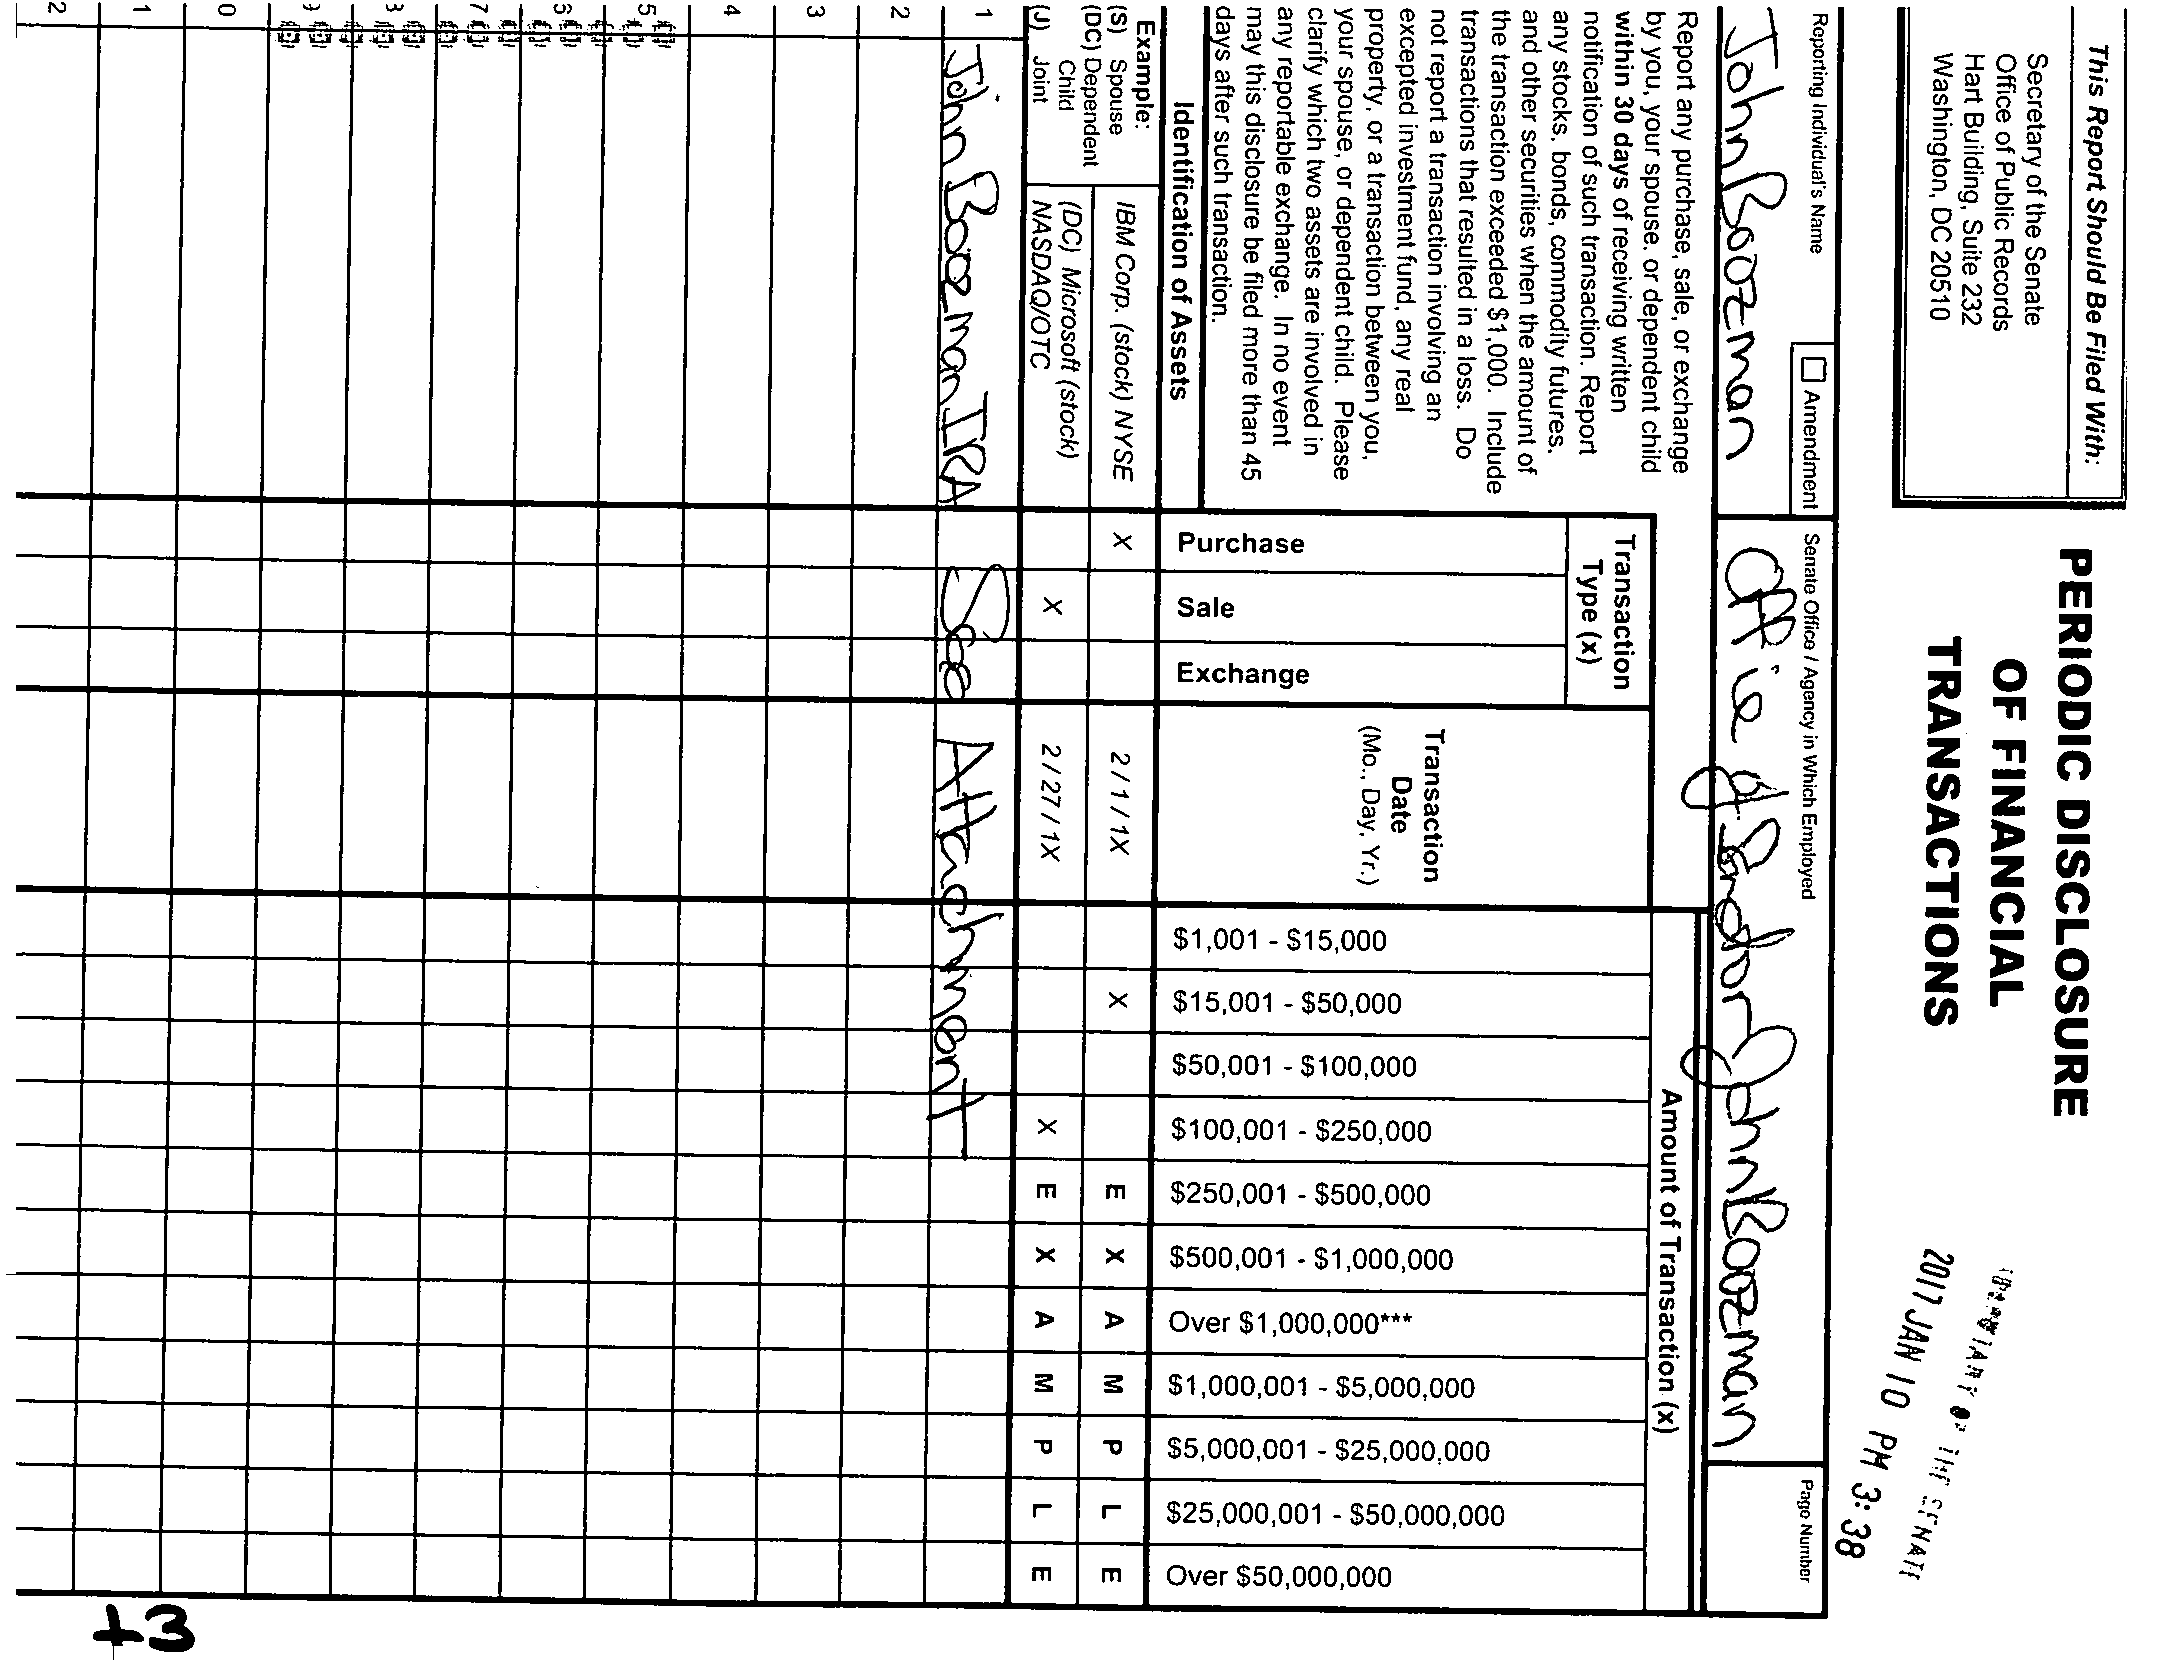 This Report Should Be Filed With:
Secretary of the Senate
Office of Public Records
Hart Building, Suite 232
Washington, DC 20510
PERIODIC DISCLOSURE
OF FINANCIAL
TRANSACTIONS
2017 JAN 10 PM 3:38
Reporting Individual's Name
Amendment
John Boozman
Senate Office / Agency in Which Employed
Office of Senator John Boozman
Page Number
Report any purchase, sale, or exchange
by you, your spouse, or dependent child
within 30 days of receiving written
notification of such transaction. Report
any stocks, bonds, commodity futures,
and other securities when the amount of
the transaction exceeded $1,000. Include
transactions that resulted in a loss. Do
not report a transaction involving an
excepted investment fund, any real
property, or a transaction between you,
your spouse, or dependent child. Please
clarify which two assets are involved in
any reportable exchange. In no event
may this disclosure be filed more than 45
days after such transaction.
Identification of Assets
Transaction
Type (x)
Purchase
Sale
Exchange
Transaction
Date
(Mo., Day, Yr.)
Amount of Transaction (x)
$1,001 - $15,000
$15,001 - $50,000
$50,001 - $100,000
$100,001 - $250,000
$250,001 - $500,000
$500,001 - $1,000,000
Over $1,000,000***
$1,000,001 - $5,000,000
$5,000,001 - $25,000,000
$25,000,001 - $50,000,000
Over $50,000,000
Example:
(S) Spouse
(DC) Dependent
Child
(J) Joint
IBM Corp. (stock) NYSE X 2/1/1X X E X A M P L E
(DC) Microsoft (stock)
NASDAQ/OTC X 2/27/1X X E X A M P L E
1 John Boozman IRA See Attachment
2
3
4
5
7
0
1
2
+3